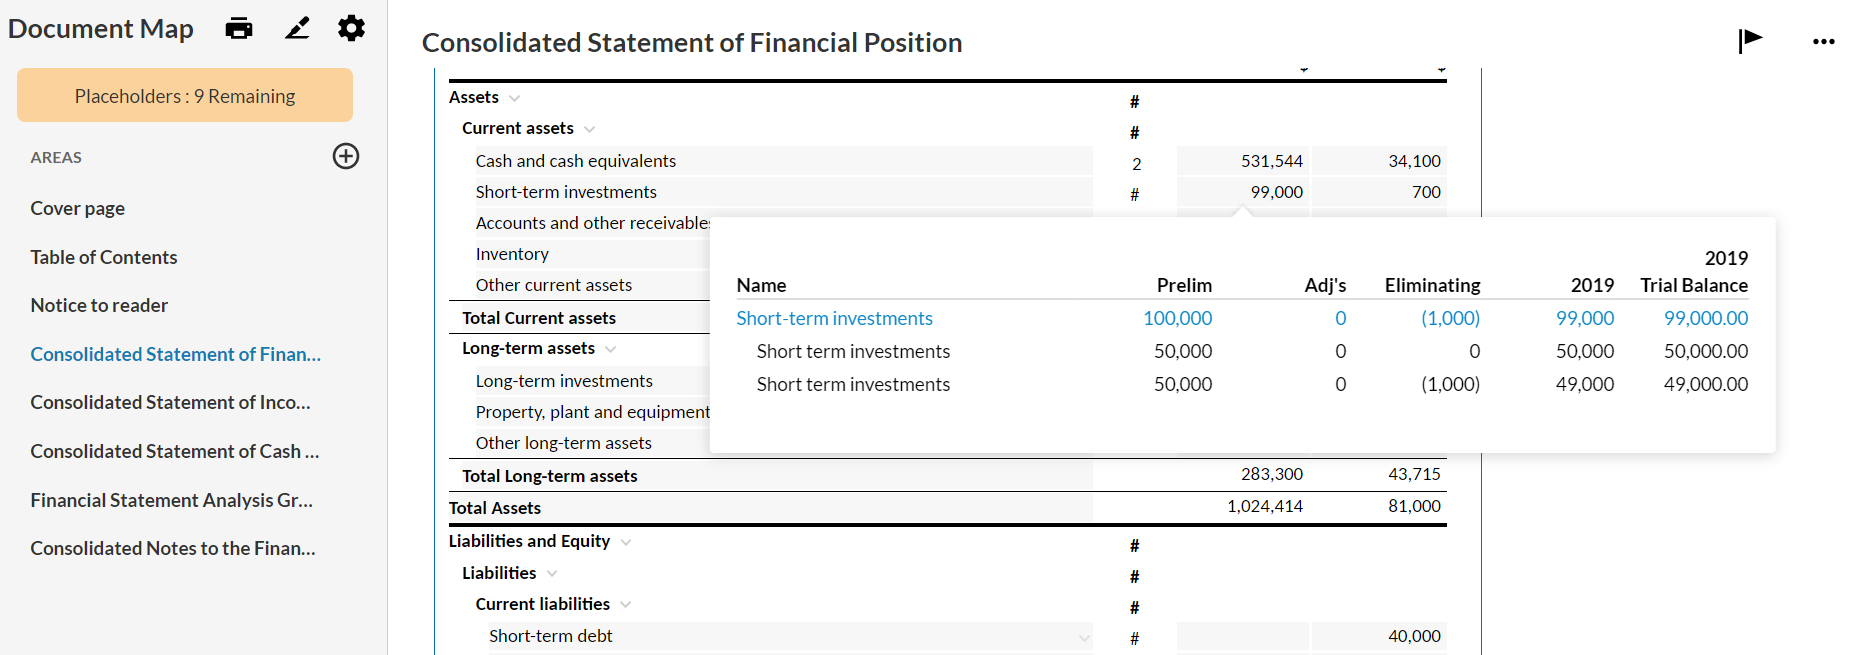 Document Map
Placeholders : 9 Remaining
AREAS
Cover page
Table of Contents
Notice to reader
Consolidated Statement of Finan...
Consolidated Statement of Inco...
Consolidated Statement of Cash ...
Financial Statement Analysis Gr...
Consolidated Notes to the Finan...
Consolidated Statement of Financial Position
Assets #
Current assets #
Cash and cash equivalents 2 531,544 34,100
Short-term investments # 99,000 700
Accounts and other receivables
Inventory
Other current assets
Total Current assets
Long-term assets
Long-term investments
Property, plant and equipment
Other long-term assets
2019
Name Prelim Adj's Eliminating 2019 Trial Balance
Short-term investments 100,000 0 (1,000) 99,000 99,000.00
Short term investments 50,000 0 0 50,000 50,000.00
Short term investments 50,000 0 (1,000) 49,000 49,000.00
Total Long-term assets 283,300 43,715
Total Assets 1,024,414 81,000
Liabilities and Equity #
Liabilities #
Current liabilities #
Short-term debt # 40,000